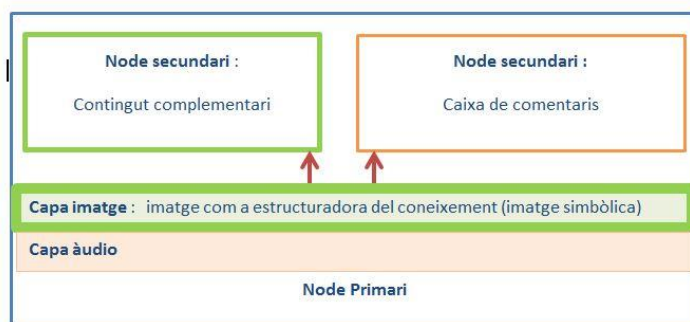 Node secundari :
Contingut complementari
Node secundari :
Caixa de comentaris
Capa imatge : imatge com a estructuradora del coneixement (imatge simbòlica)
Capa àudio
Node Primari